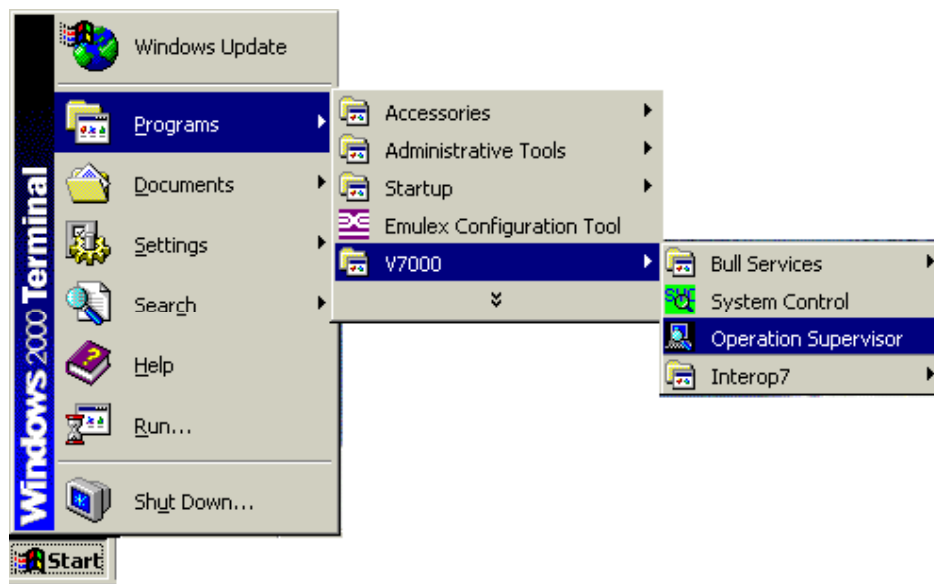 Windows Update
Programs
Documents
Settings
Search
Help
Run...
Shut Down...
Windows 2000 Terminal
Start
Accessories
Administrative Tools
Startup
Emulex Configuration Tool
V7000
Bull Services
System Control
Operation Supervisor
Interop7